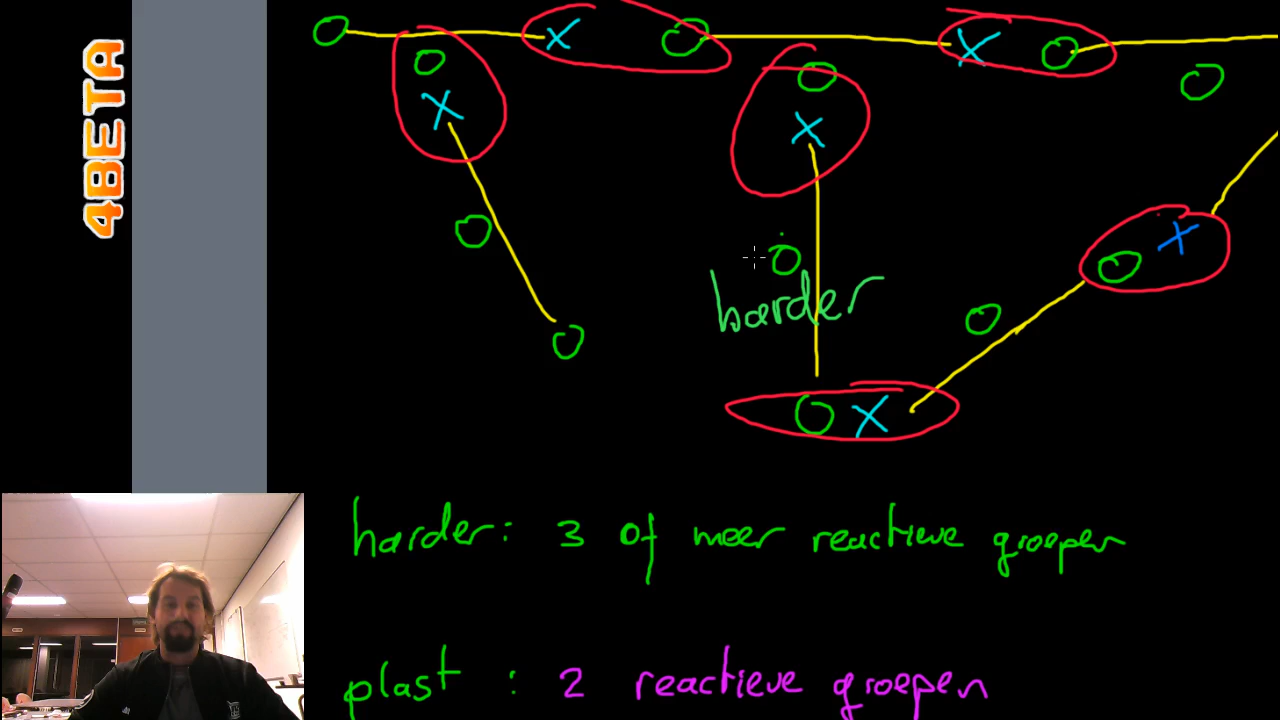 4BETA
harder
harder: 3 of meer reactieve groepen
plast : 2 reactieve groepen